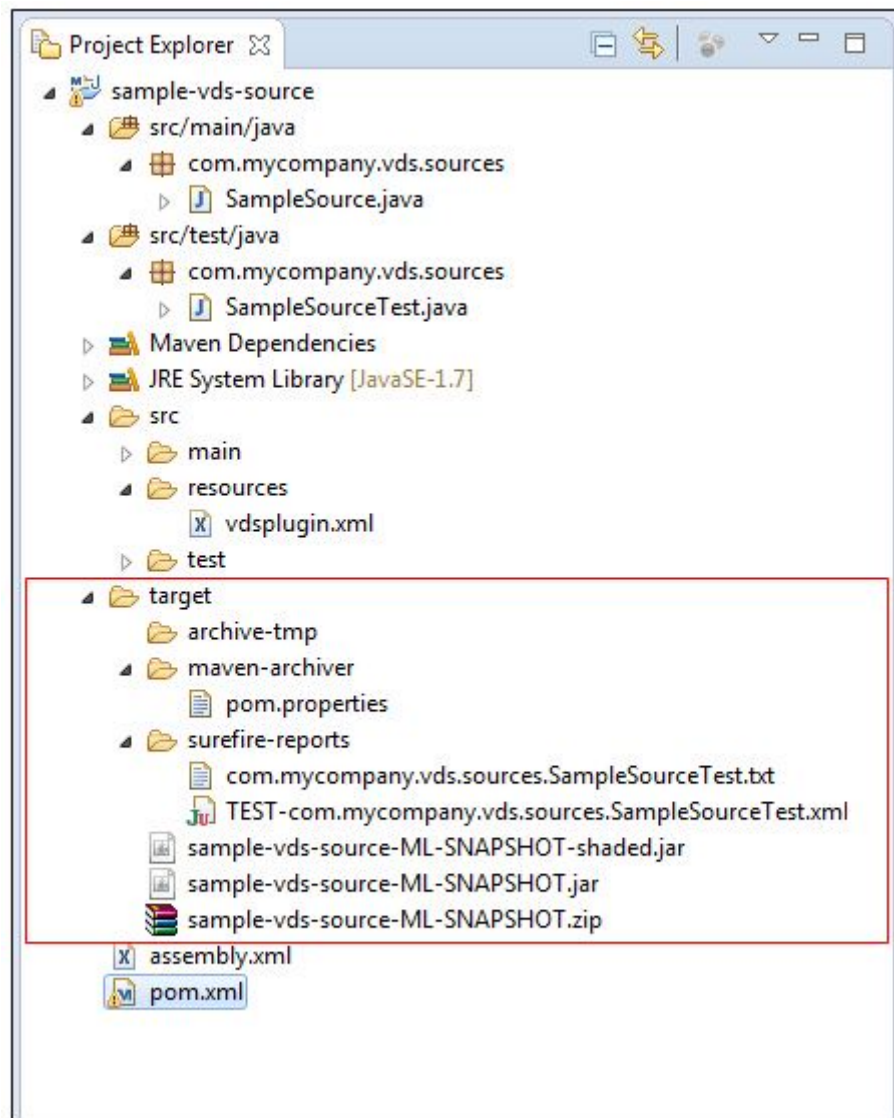 Project Explorer
sample-vds-source
src/main/java
com.mycompany.vds.sources
SampleSource.java
src/test/java
com.mycompany.vds.sources
SampleSourceTest.java
Maven Dependencies
JRE System Library [JavaSE-1.7]
src
main
resources
vdsplugin.xml
test
target
archive-tmp
maven-archiver
pom.properties
surefire-reports
com.mycompany.vds.sources.SampleSourceTest.txt
TEST-com.mycompany.vds.sources.SampleSourceTest.xml
sample-vds-source-ML-SNAPSHOT-shaded.jar
sample-vds-source-ML-SNAPSHOT.jar
sample-vds-source-ML-SNAPSHOT.zip
assembly.xml
pom.xml